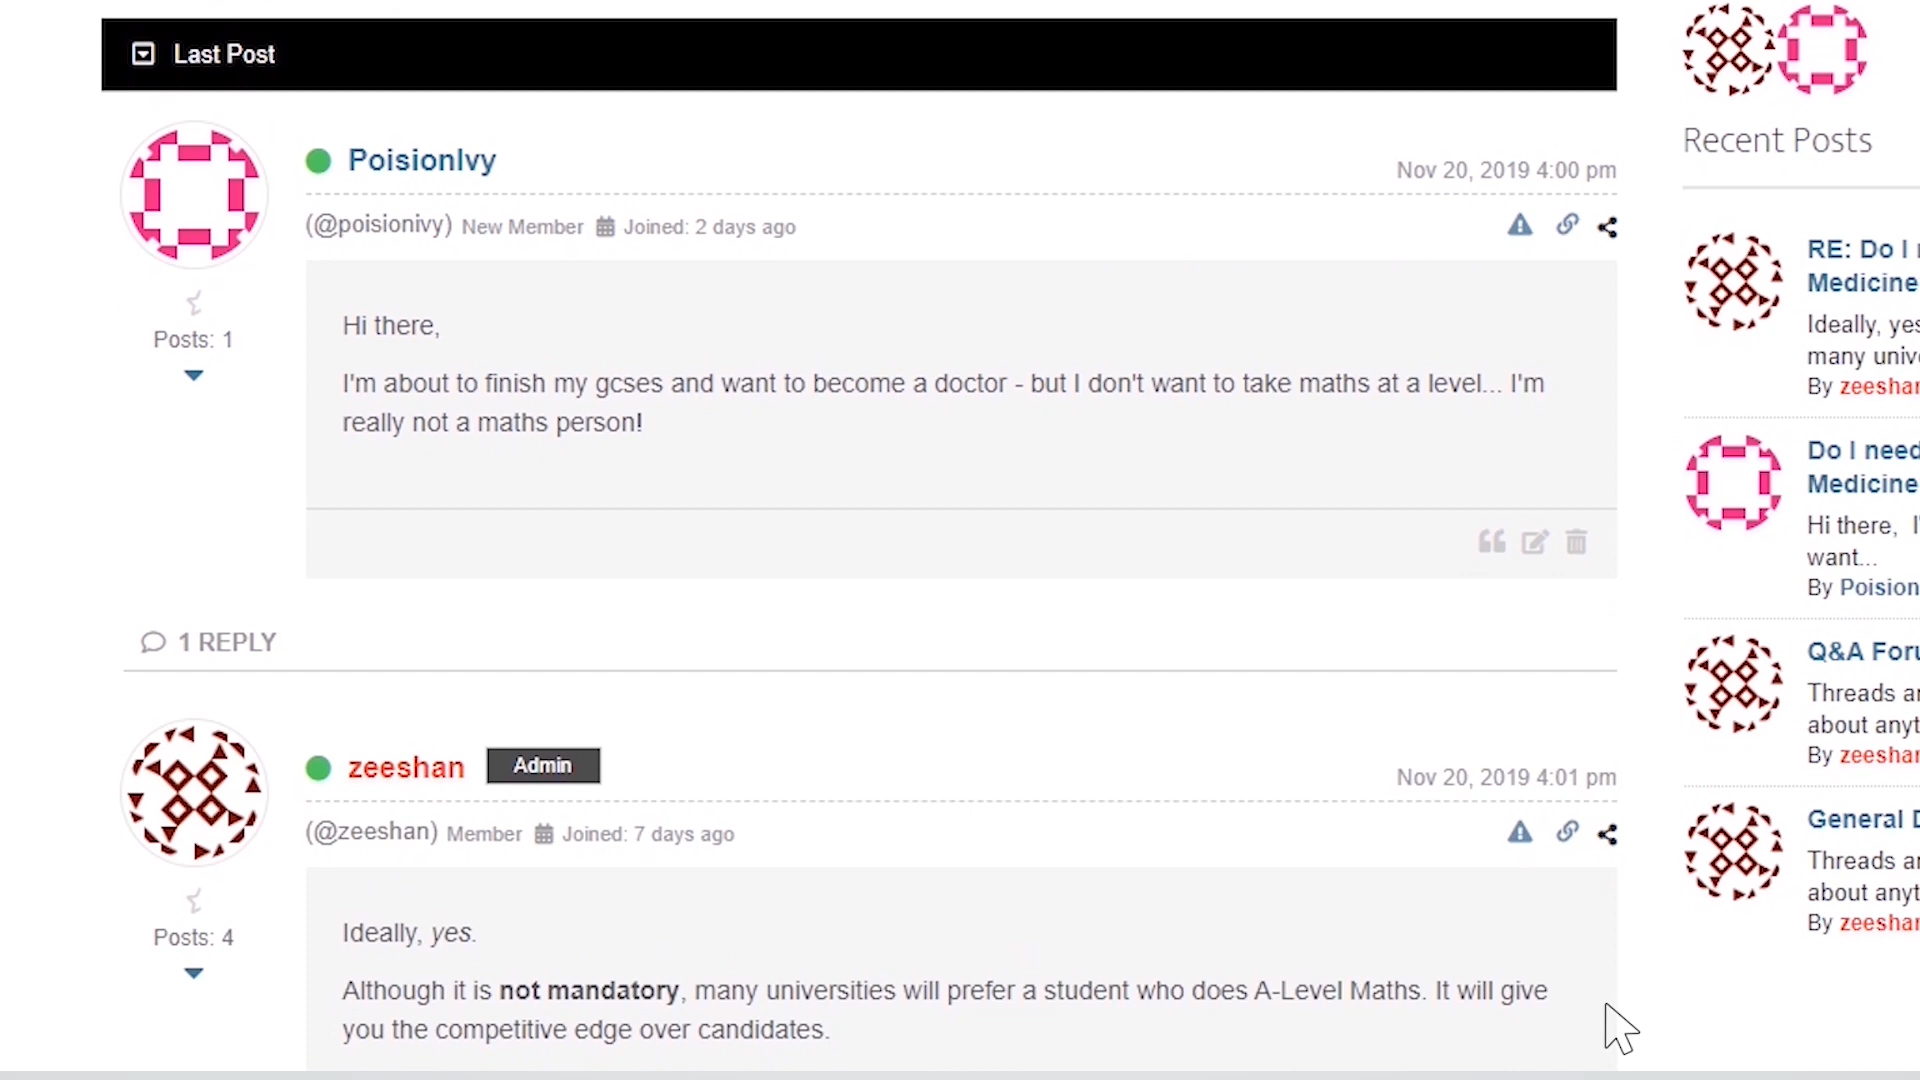 Last Post
PoisionIvy
Nov 20, 2019 4:00 pm
(@poisionivy) New Member Joined: 2 days ago
Posts: 1
Hi there,
I'm about to finish my gcses and want to become a doctor - but I don't want to take maths at a level... I'm
really not a maths person!
1 REPLY
zeeshan Admin
Nov 20, 2019 4:01 pm
(@zeeshan) Member Joined: 7 days ago
Posts: 4
Ideally, yes.
Although it is not mandatory, many universities will prefer a student who does A-Level Maths. It will give
you the competitive edge over candidates.
Recent Posts
RE: Do I
Medicine
Ideally, yes
many
By zeeshan
Do I need
Medicine
Hi there,
want...
By Poision
Q&A
Threads
about
By zeeshan
General
Threads
about
By zeeshan